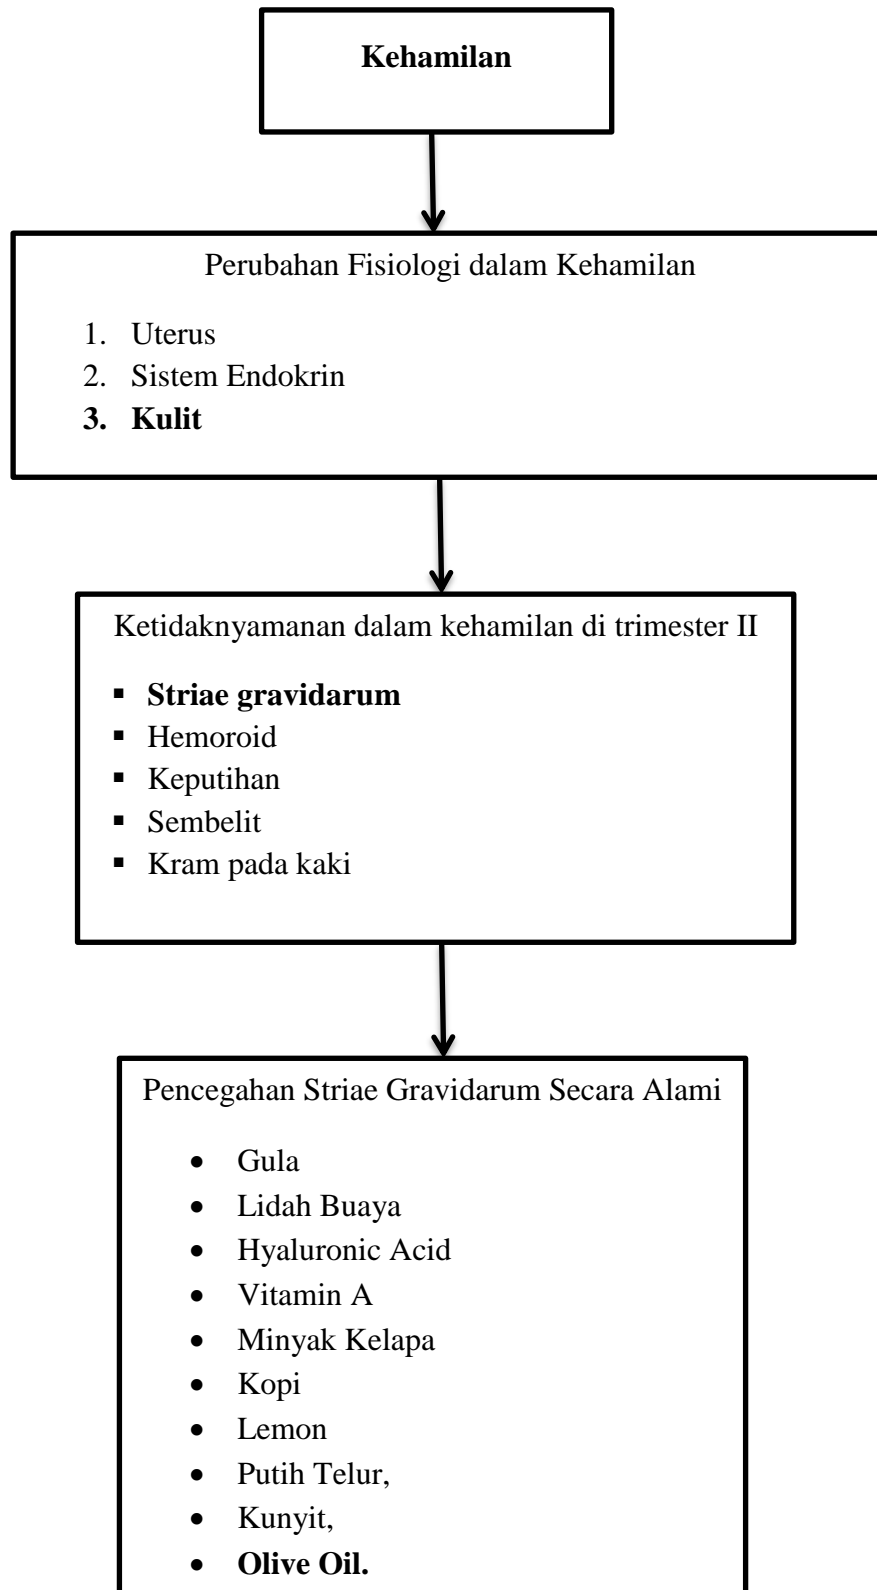 Kehamilan
Perubahan Fisiologi dalam Kehamilan
1. Uterus
2. Sistem Endokrin
3. Kulit
Ketidaknyamanan dalam kehamilan di trimester II
▪ Striae gravidarum
▪ Hemoroid
▪ Keputihan
▪ Sembelit
▪ Kram pada kaki
Pencegahan Striae Gravidarum Secara Alami
• Gula
• Lidah Buaya
• Hyaluronic Acid
• Vitamin A
• Minyak Kelapa
• Kopi
• Lemon
• Putih Telur,
• Kunyit,
• Olive Oil.